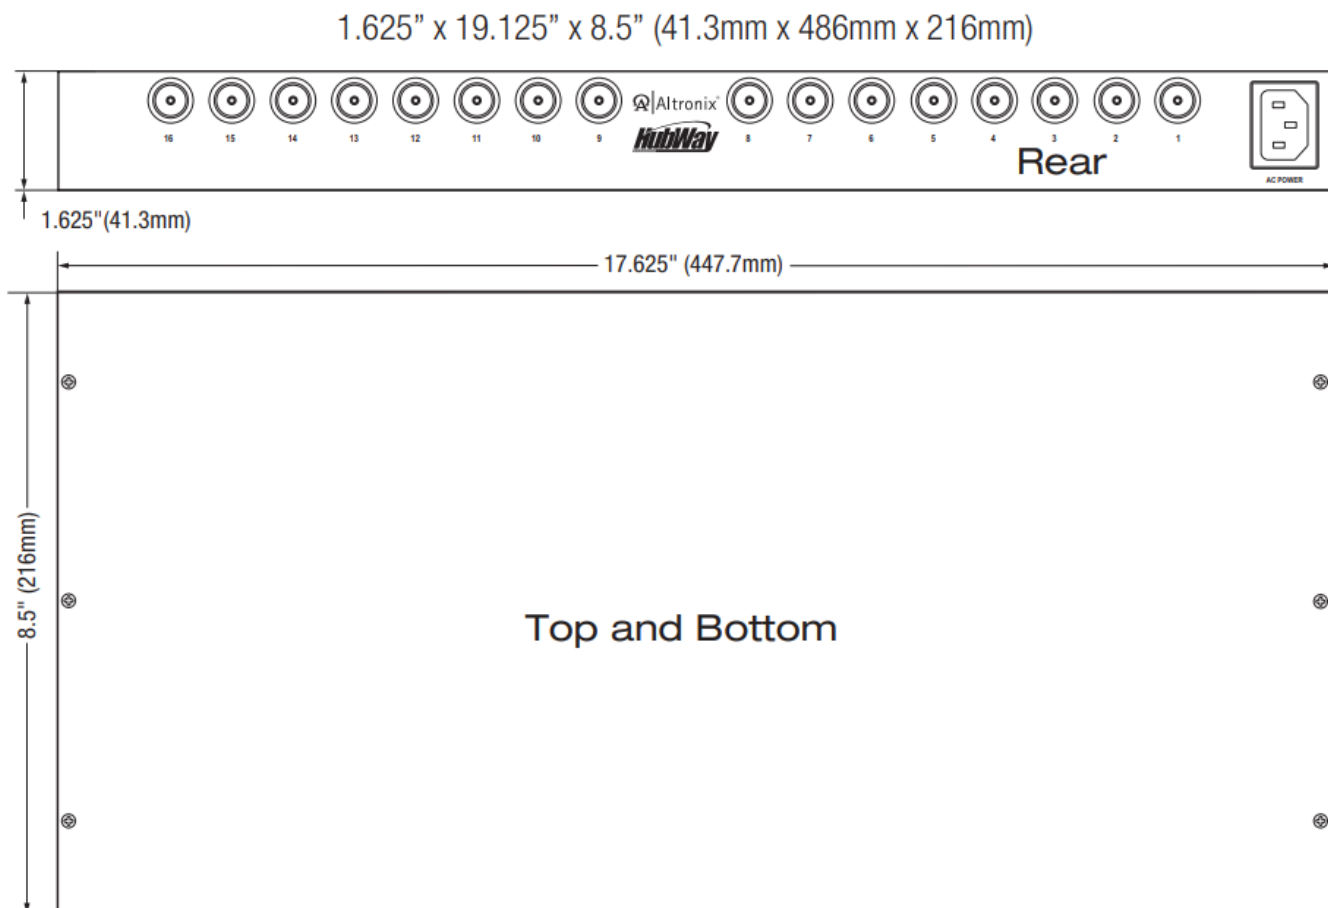 1.625” x 19.125” x 8.5” (41.3mm x 486mm x 216mm)
Altronix®
16 15 14 13 12 11 10 9 HubWay 8 7 6 5 4 3 2 1
Rear
AC POWER
1.625"(41.3mm)
17.625" (447.7mm)
8.5" (216mm)
Top and Bottom